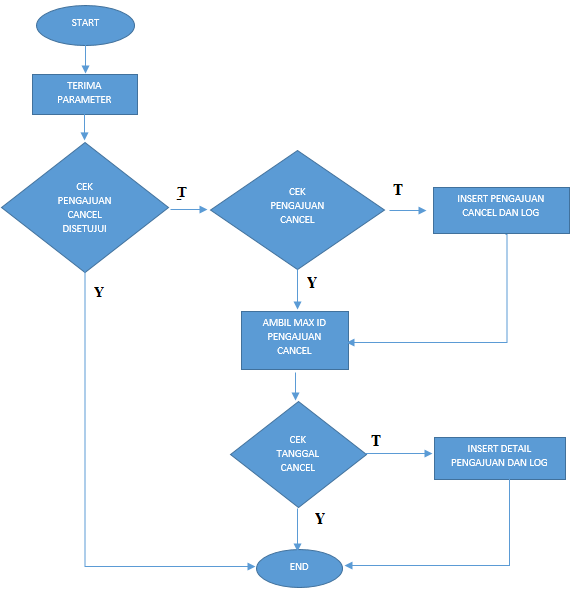 START
TERIMA
PARAMETER
CEK
PENGAJUAN
CANCEL
DISETUJUI
T
Y
CEK
PENGAJUAN
CANCEL
T
Y
INSERT PENGAJUAN
CANCEL DAN LOG
AMBIL MAX ID
PENGAJUAN
CANCEL
CEK
TANGGAL
CANCEL
T
Y
INSERT DETAIL
PENGAJUAN DAN LOG
END